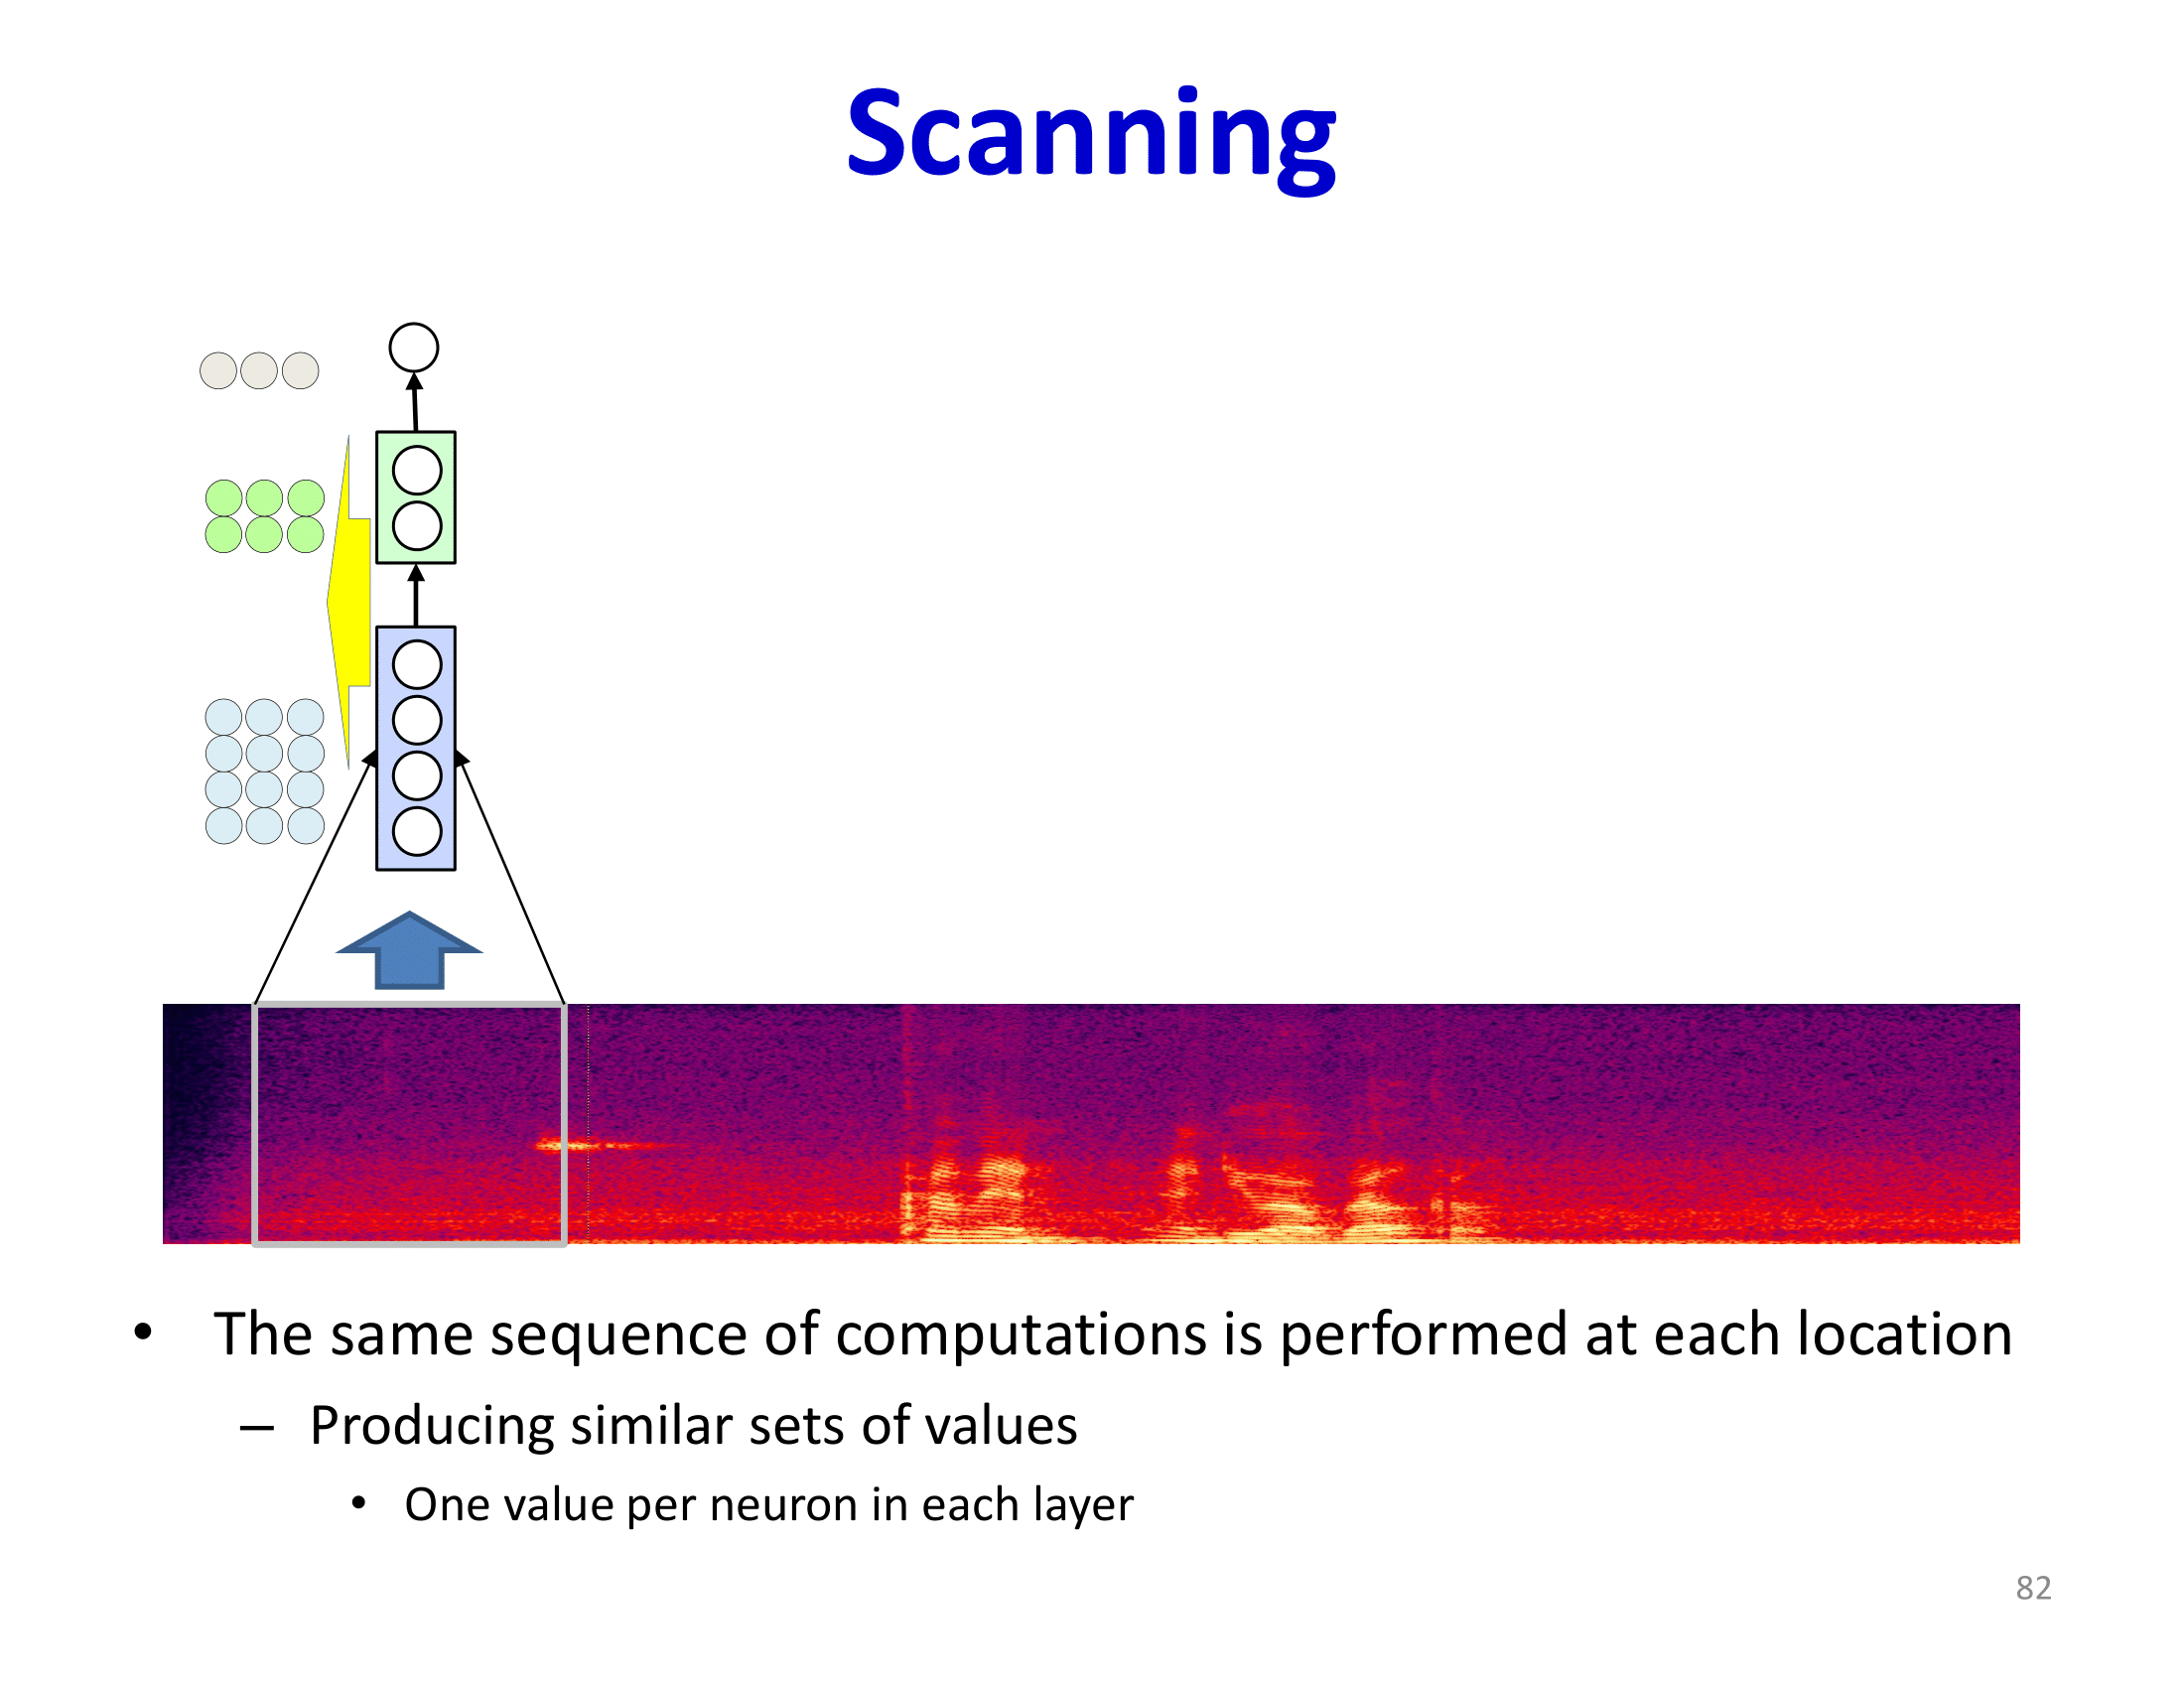 Scanning
• The same sequence of computations is performed at each location
– Producing similar sets of values
• One value per neuron in each layer
82